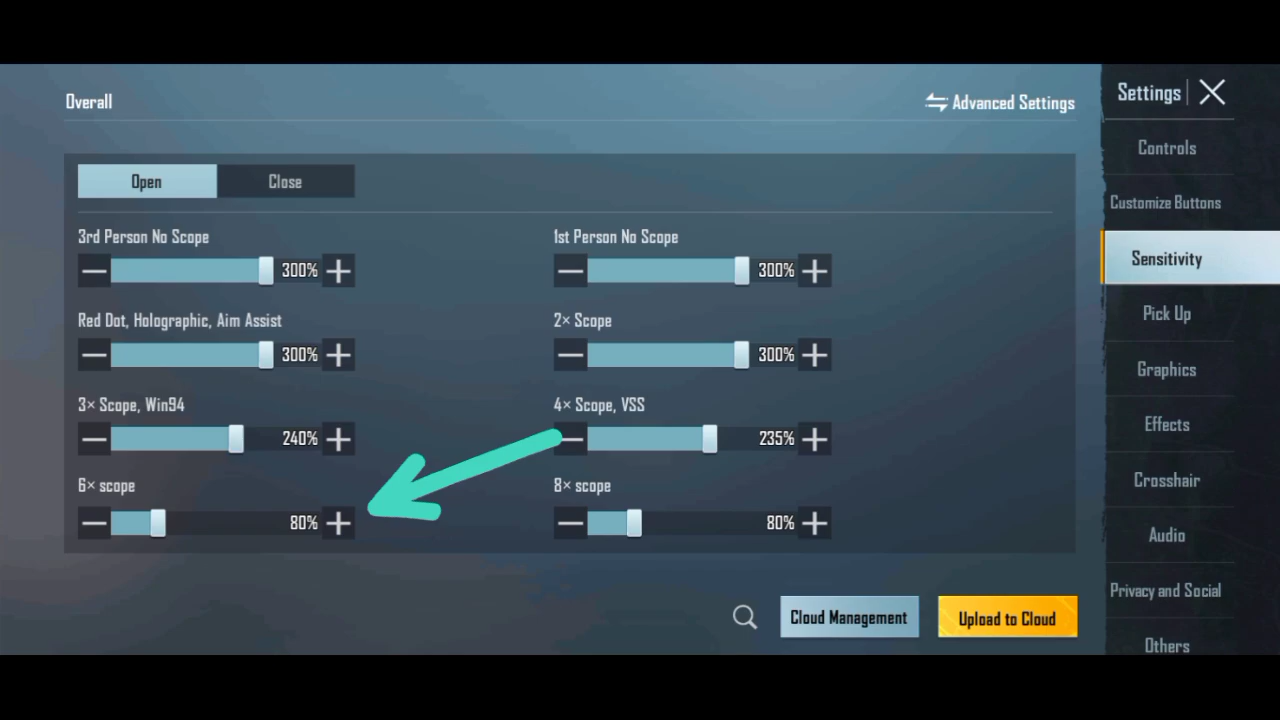 Overall
Advanced Settings
Open
Close
3rd Person No Scope
300%
1st Person No Scope
300%
Red Dot, Holographic, Aim Assist
300%
2× Scope
300%
3× Scope, Win94
240%
4× Scope, VSS
235%
6× scope
80%
8× scope
80%
Cloud Management
Upload to Cloud
Settings
Controls
Customize Buttons
Sensitivity
Pick Up
Graphics
Effects
Crosshair
Audio
Privacy and Social
Others